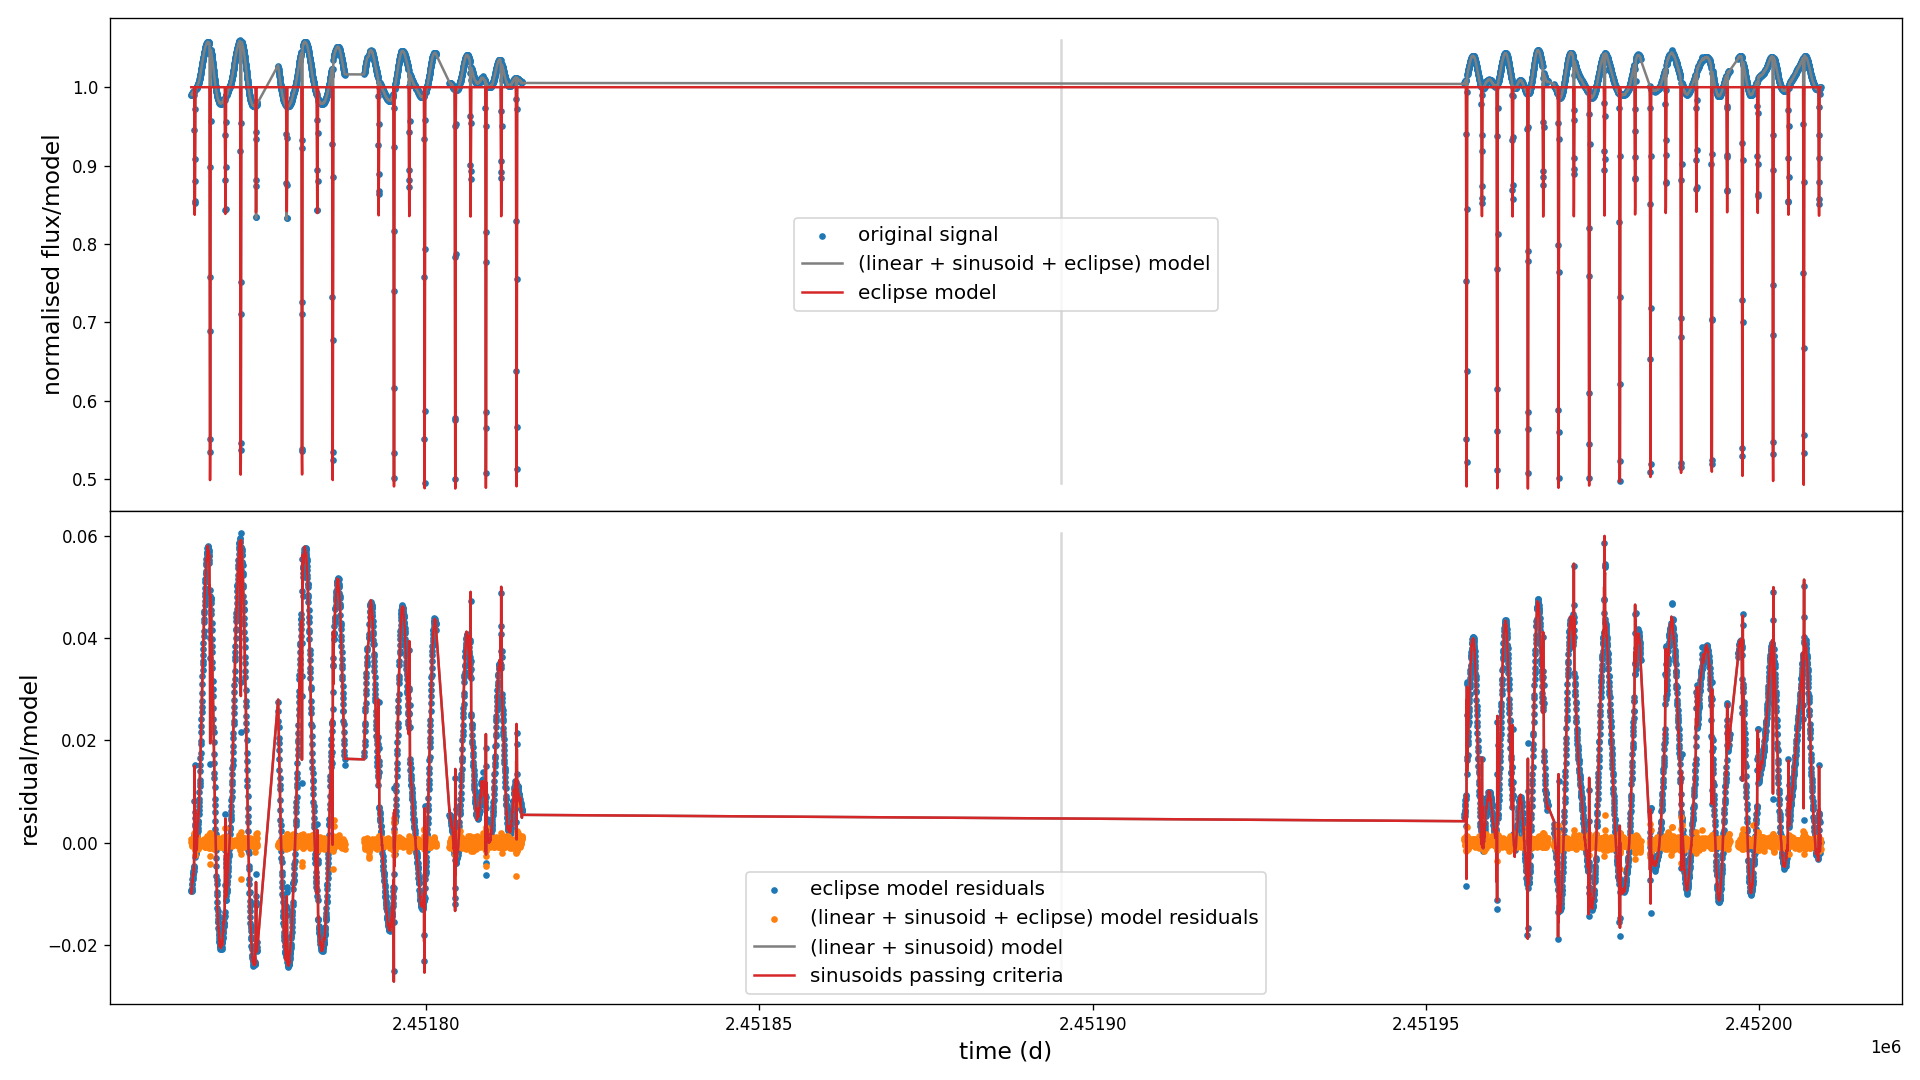 normalised flux/model
1.0
0.9
0.8
0.7
0.6
0.5
original signal
(linear + sinusoid + eclipse) model
eclipse model
residual/model
0.06
0.04
0.02
0.00
−0.02
eclipse model residuals
(linear + sinusoid + eclipse) model residuals
(linear + sinusoid) model
sinusoids passing criteria
2.45180
2.45185
2.45190
2.45195
2.45200
time (d)
1e6